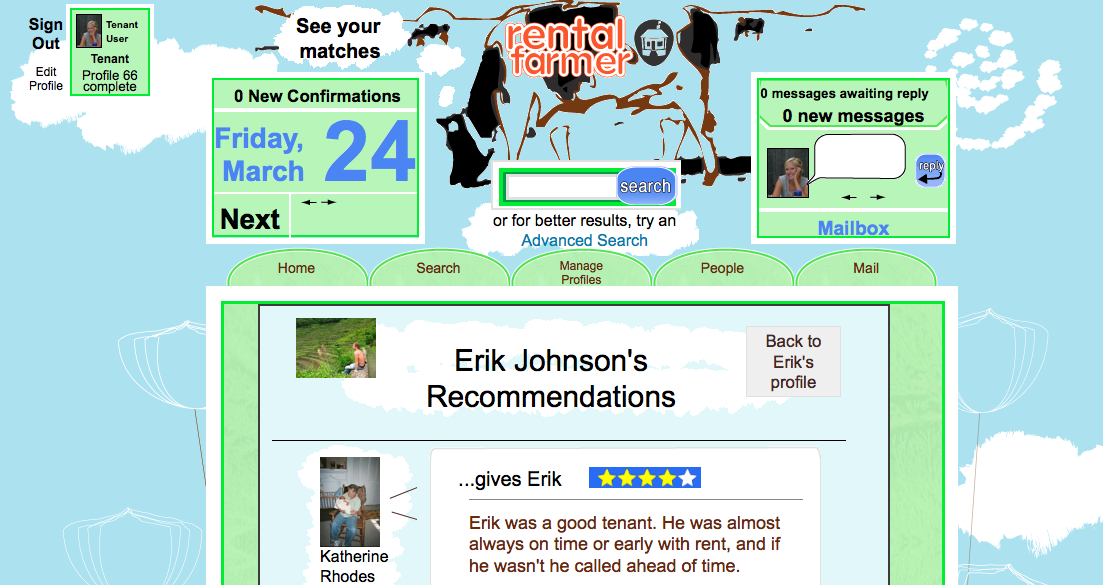 Sign
Out
Tenant
User
Tenant
Profile 66
complete
Edit
Profile
See your
matches
rental
farmer
0 New Confirmations
Friday,
March
24
Next
search
or for better results, try an
Advanced Search
0 messages awaiting reply
0 new messages
reply
Mailbox
Home
Search
Manage
Profiles
People
Mail
Erik Johnson's
Recommendations
Back to
Erik's
profile
Katherine
Rhodes
...gives Erik
Erik was a good tenant. He was almost
always on time or early with rent, and if
he wasn't he called ahead of time.